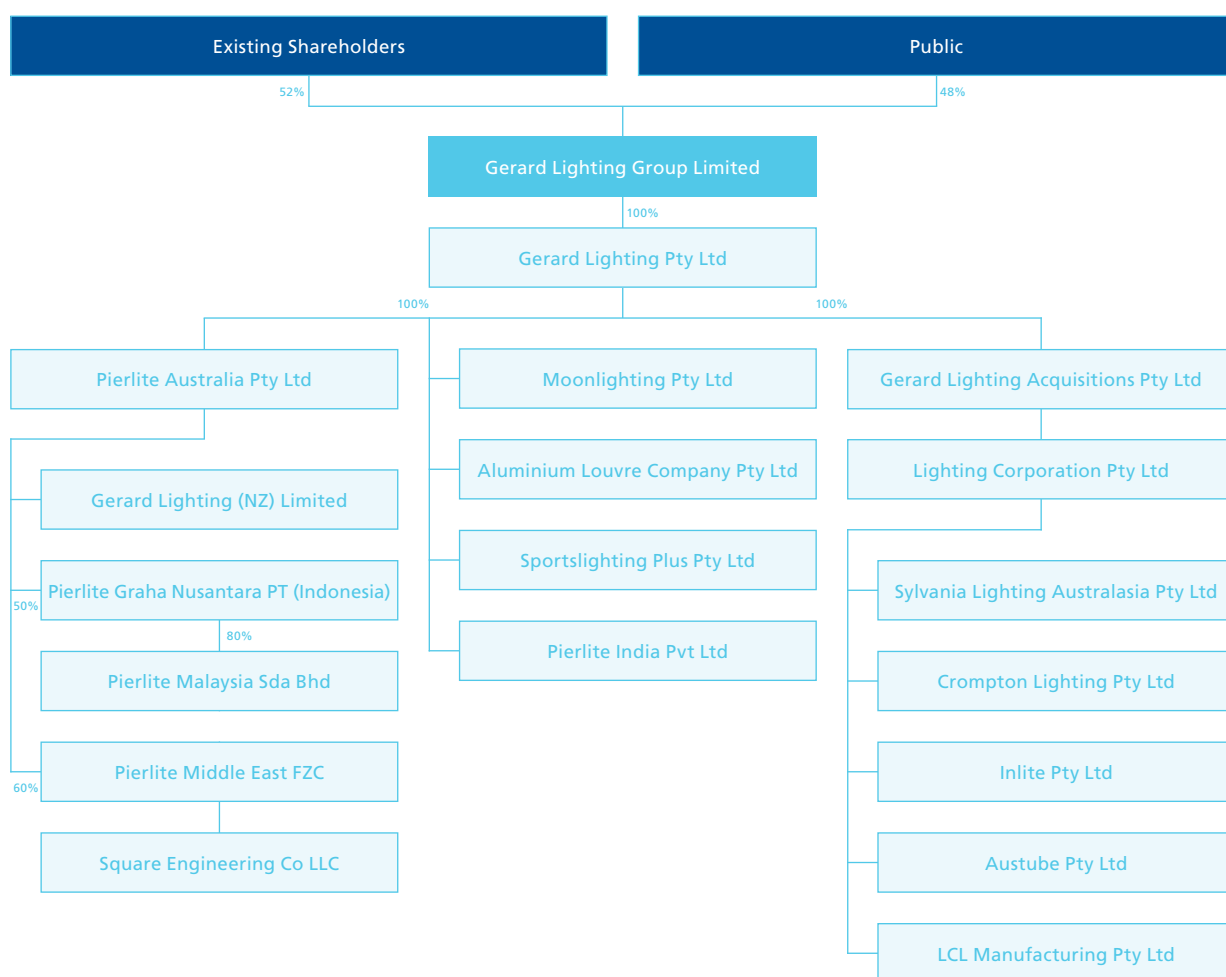 Existing Shareholders
Public
52%
48%
Gerard Lighting Group Limited
100%
Gerard Lighting Pty Ltd
100%
100%
Pierlite Australia Pty Ltd
Moonlighting Pty Ltd
Gerard Lighting Acquisitions Pty Ltd
Aluminium Louvre Company Pty Ltd
Lighting Corporation Pty Ltd
Gerard Lighting (NZ) Limited
Sportslighting Plus Pty Ltd
Pierlite Graha Nusantara PT (Indonesia)
Sylvania Lighting Australasia Pty Ltd
50%
80%
Pierlite India Pvt Ltd
Pierlite Malaysia Sda Bhd
Crompton Lighting Pty Ltd
Pierlite Middle East FZC
Inlite Pty Ltd
60%
Square Engineering Co LLC
Austube Pty Ltd
LCL Manufacturing Pty Ltd